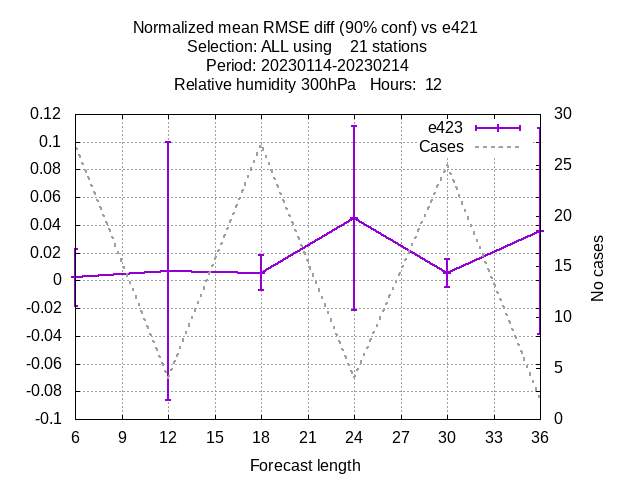 Normalized mean RMSE diff (90% conf) vs e421
Selection: ALL using    21 stations
Period: 20230114-20230214
Relative humidity 300hPa   Hours:  12
0.12
0.1
0.08
0.06
0.04
0.02
0
-0.02
-0.04
-0.06
-0.08
-0.1
e423
Cases
30
25
20
15
10
5
0
No cases
6 9 12 15 18 21 24 27 30 33 36
Forecast length